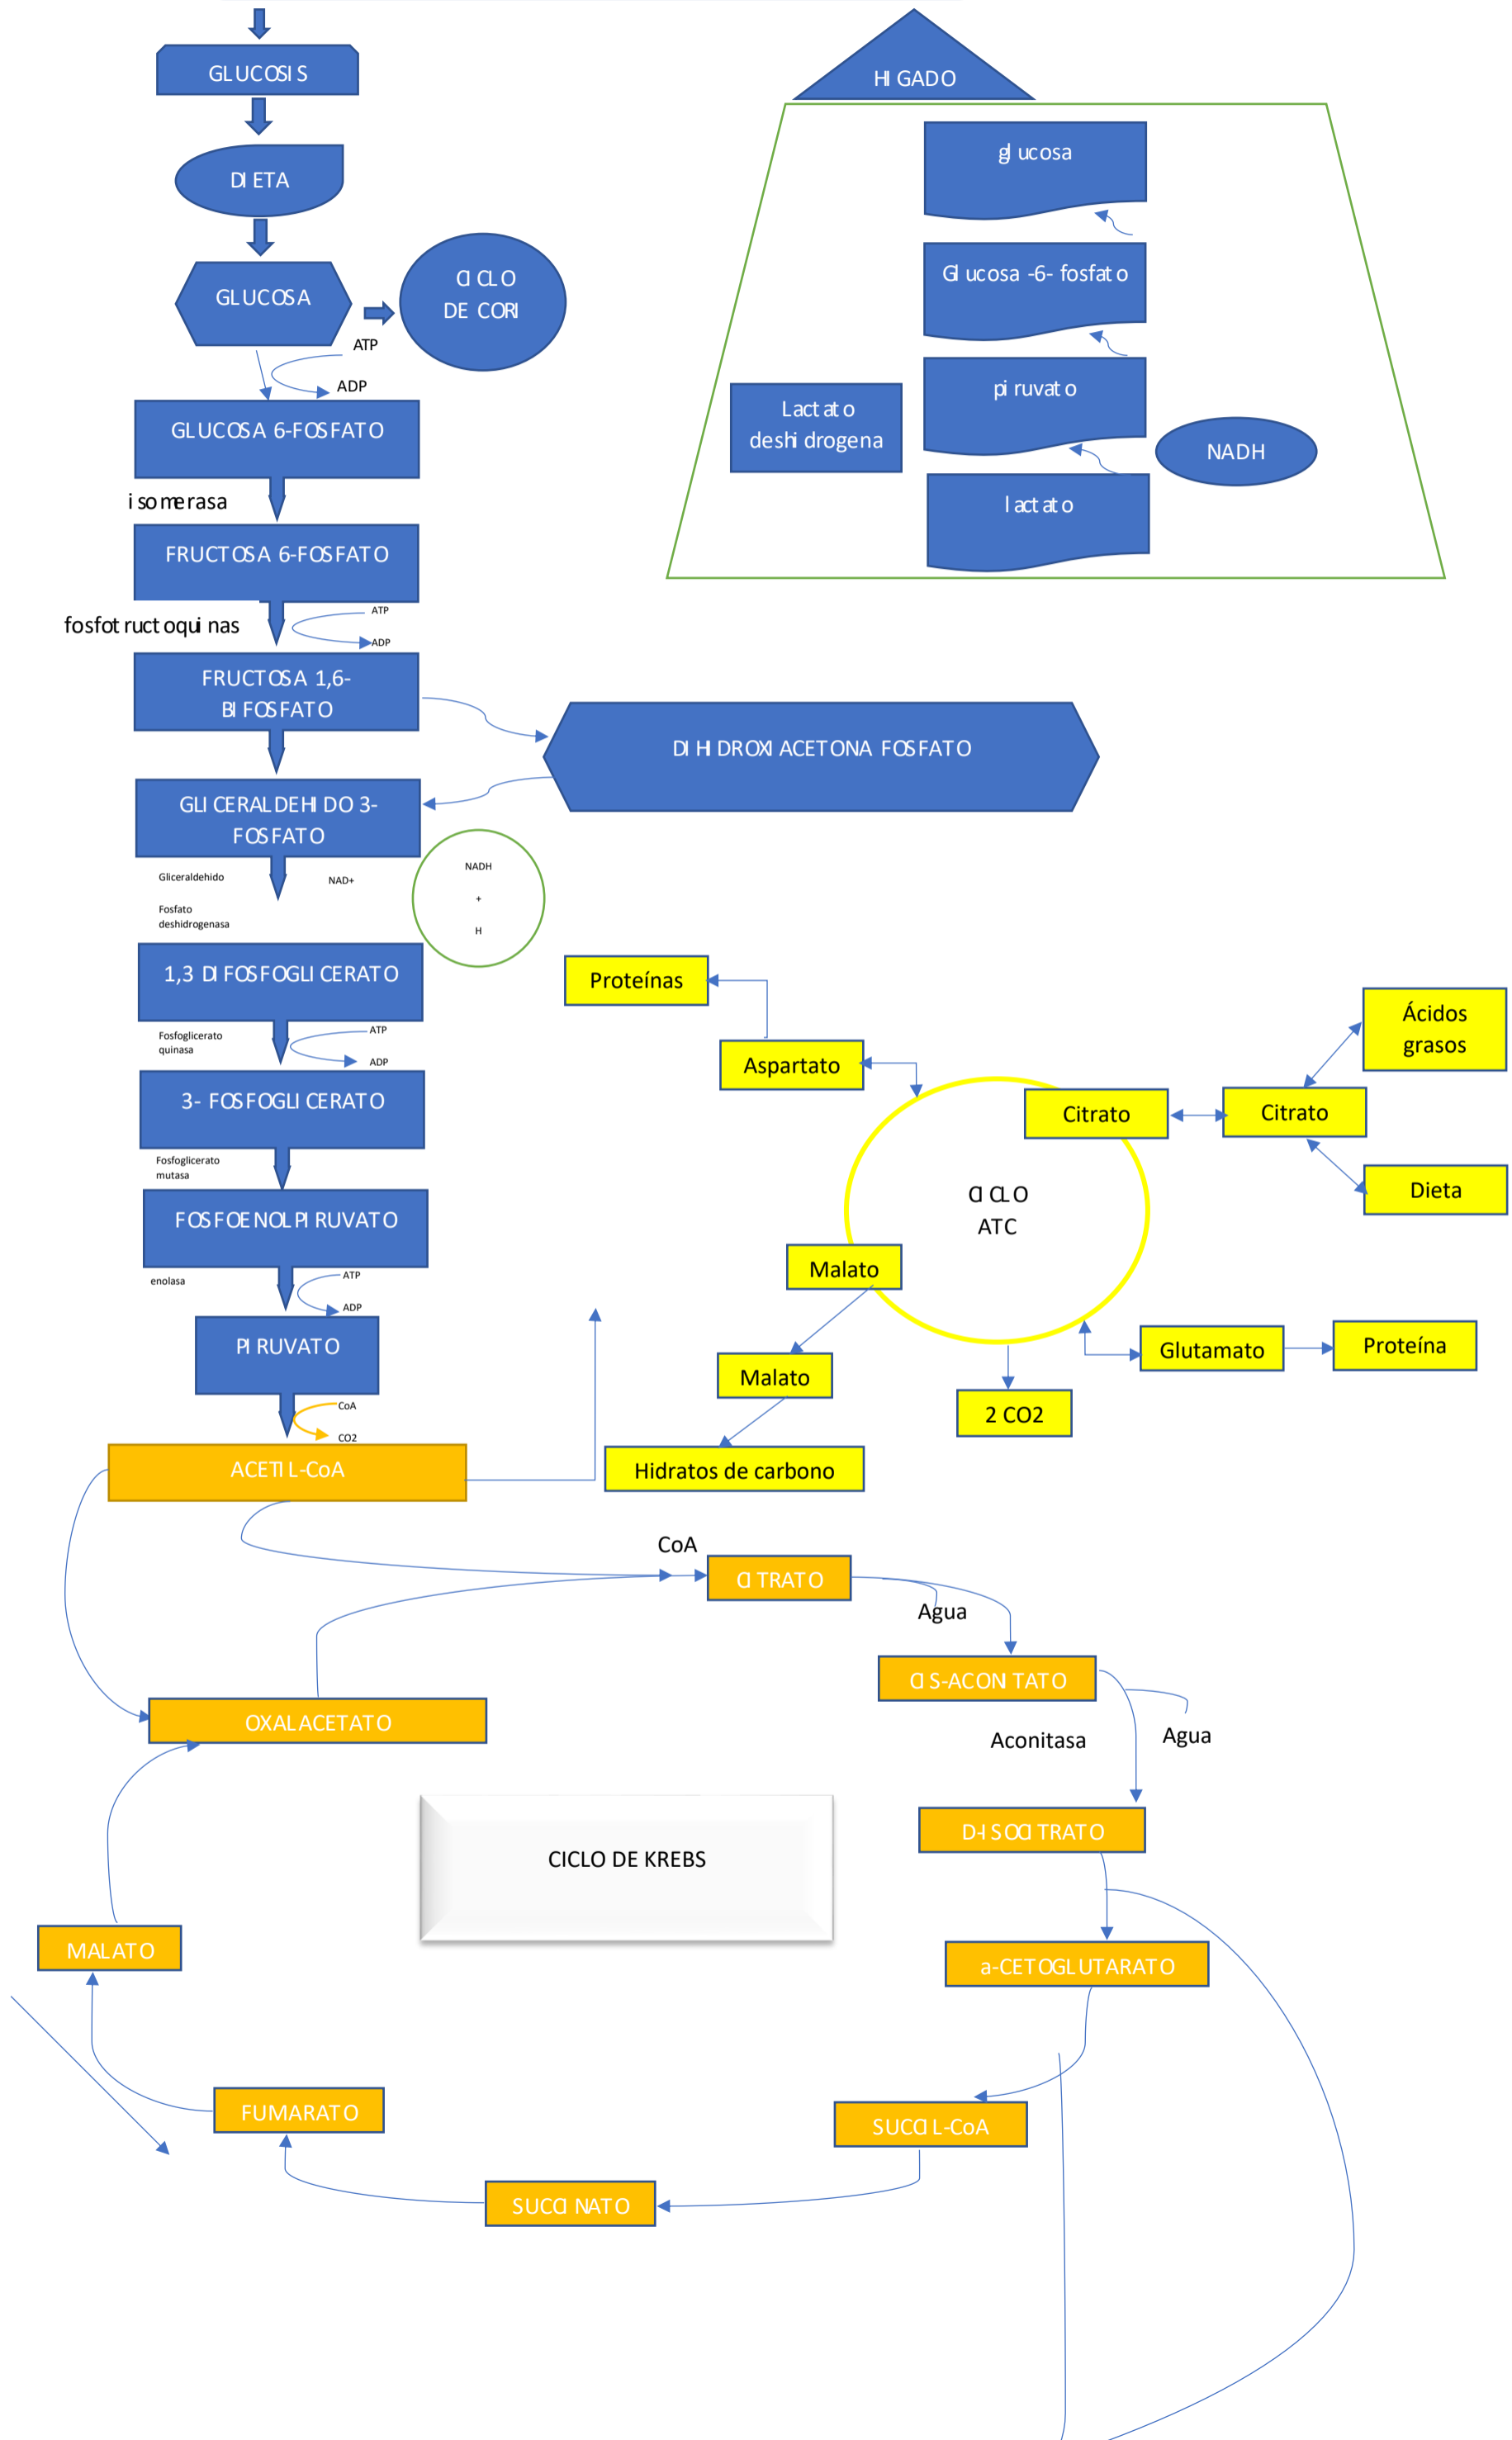 GLUCOSIS
DIETA
GLUCOSA
CICLO
DE CORI
ATP
ADP
GLUCOSA 6-FOSFATO
isomerasa
FRUCTOSA 6-FOSFATO
fosfotructoquinas
ATP
ADP
FRUCTOSA 1,6-
BIFOSFATO
DIHIDROXIACETONA FOSFATO
GLICERALDEHIDO 3-
FOSFATO
Gliceraldehido
Fosfato
deshidrogenasa
NAD+
NADH
+
H
1,3 DIFOSFOGLICERATO
Fosfoglicerato
quinasa
ATP
ADP
3- FOSFOGLICERATO
Fosfoglicerato
mutasa
FOSFOENOLPIRUVATO
enolasa
ATP
ADP
PIRUVATO
CoA
CO2
ACETIL-CoA
HIGADO
glucosa
Glucosa -6- fosfato
piruvato
Lactato
deshidrogena
NADH
lactato
Proteínas
Aspartato
Citrato
Citrato
Ácidos
grasos
Dieta
CICLO
ATC
Malato
Malato
Hidratos de carbono
2 CO2
Glutamato
Proteína
CoA
CITRATO
Agua
CIS-ACONITATO
Aconitasa
Agua
D-ISOCITRATO
a-CETOGLUTARATO
SUCCIL-CoA
SUCCINATO
FUMARATO
MALATO
OXALACETATO
CICLO DE KREBS